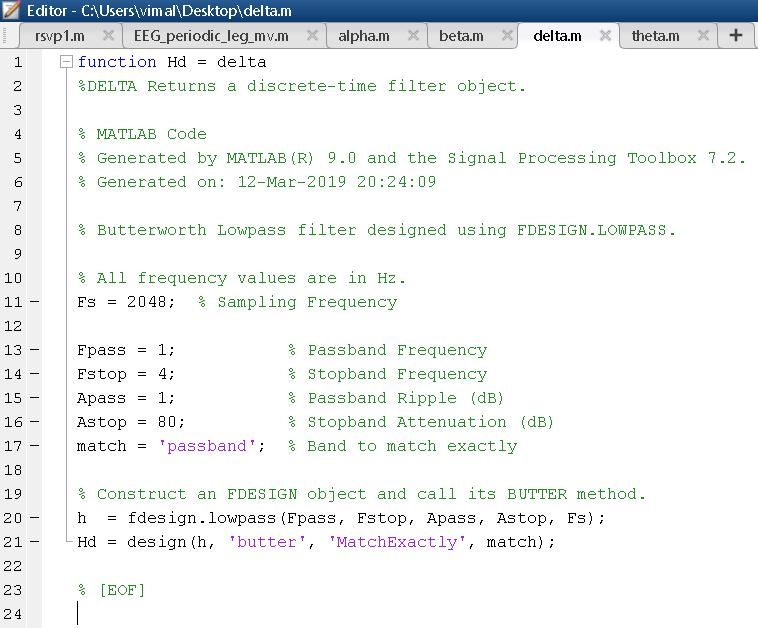 Editor - C:\Users\vimal\Desktop\delta.m
rsvp1.m EEG_periodic_leg_mv.m alpha.m beta.m delta.m theta.m
1 function Hd = delta
2 %DELTA Returns a discrete-time filter object.
3
4 % MATLAB Code
5 % Generated by MATLAB(R) 9.0 and the Signal Processing Toolbox 7.2.
6 % Generated on: 12-Mar-2019 20:24:09
7
8 % Butterworth Lowpass filter designed using FDESIGN.LOWPASS.
9
10 % All frequency values are in Hz.
11 Fs = 2048; % Sampling Frequency
12
13 Fpass = 1; % Passband Frequency
14 Fstop = 4; % Stopband Frequency
15 Apass = 1; % Passband Ripple (dB)
16 Astop = 80; % Stopband Attenuation (dB)
17 match = 'passband'; % Band to match exactly
18
19 % Construct an FDESIGN object and call its BUTTER method.
20 h = fdesign.lowpass(Fpass, Fstop, Apass, Astop, Fs);
21 Hd = design(h, 'butter', 'MatchExactly', match);
22
23 % [EOF]
24